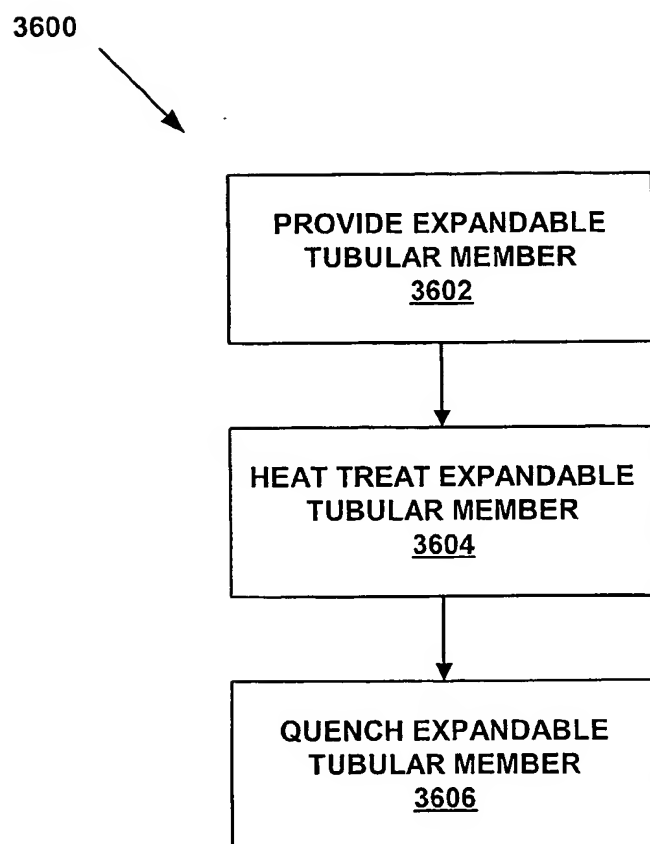 3600
PROVIDE EXPANDABLE
TUBULAR MEMBER
3602
HEAT TREAT EXPANDABLE
TUBULAR MEMBER
3604
QUENCH EXPANDABLE
TUBULAR MEMBER
3606